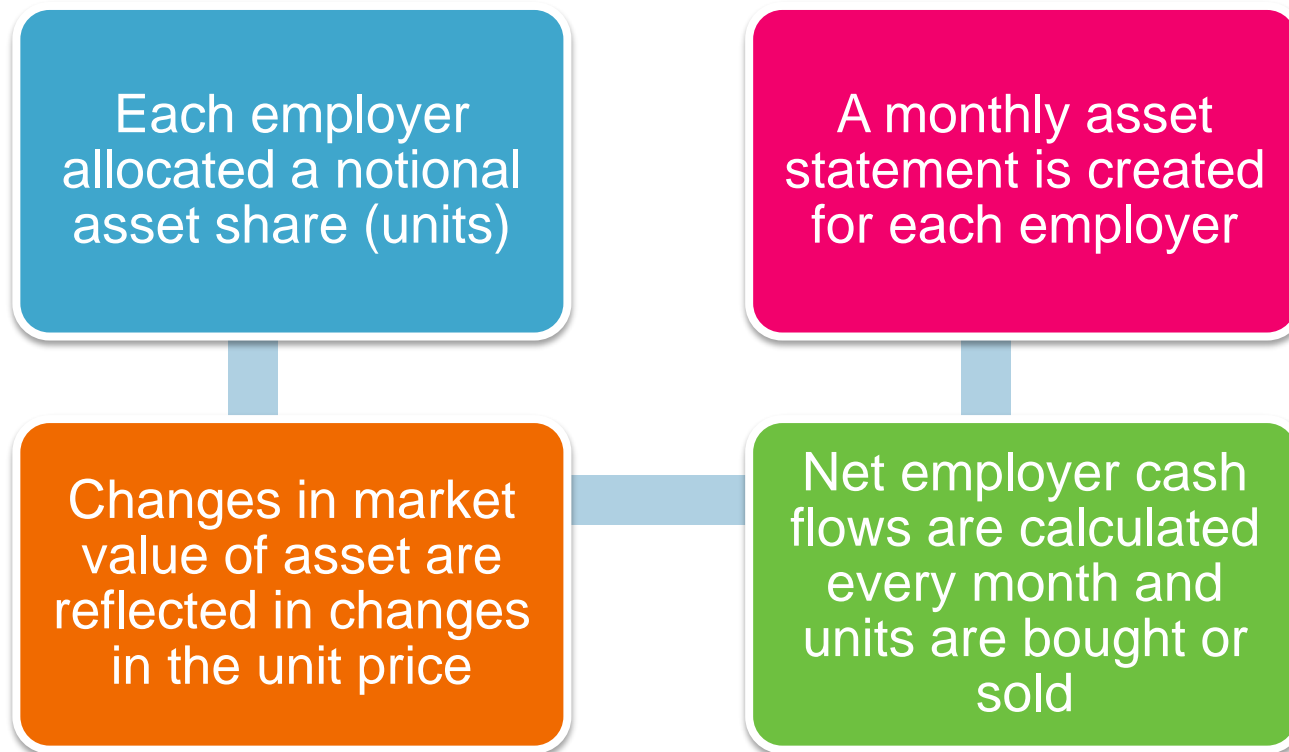 Each employer
allocated a notional
asset share (units)
Changes in market
value of asset are
reflected in changes
in the unit price
Net employer cash
flows are calculated
every month and
units are bought or
sold
A monthly asset
statement is created
for each employer